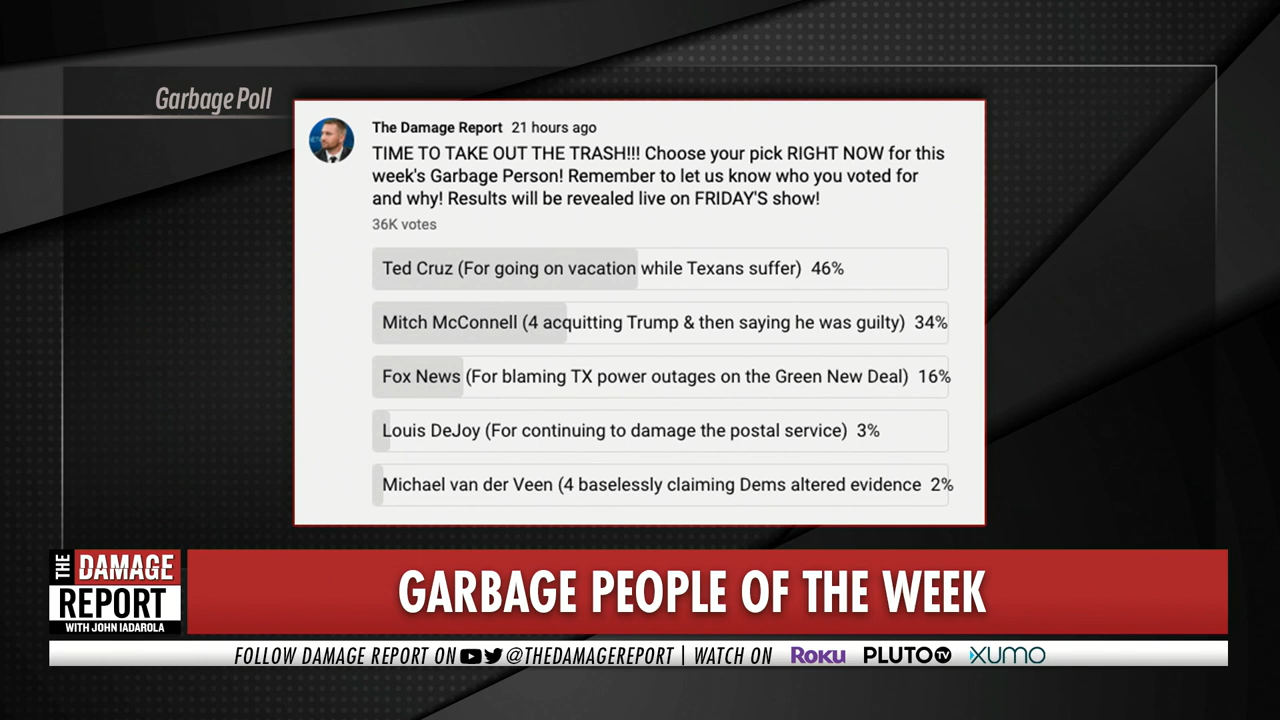 Garbage Poll
The Damage Report 21 hours ago
TIME TO TAKE OUT THE TRASH!!! Choose your pick RIGHT NOW for this
week's Garbage Person! Remember to let us know who you voted for
and why! Results will be revealed live on FRIDAY'S show!
36K votes
Ted Cruz (For going on vacation while Texans suffer) 46%
Mitch McConnell (4 acquitting Trump & then saying he was guilty) 34%
Fox News (For blaming TX power outages on the Green New Deal) 16%
Louis DeJoy (For continuing to damage the postal service) 3%
Michael van der Veen (4 baselessly claiming Dems altered evidence 2%
THE DAMAGE
REPORT
WITH JOHN IADAROLA
GARBAGE PEOPLE OF THE WEEK
FOLLOW DAMAGE REPORT ON @THEDAMAGEREPORT | WATCH ON Roku PLUTO TV XUMO